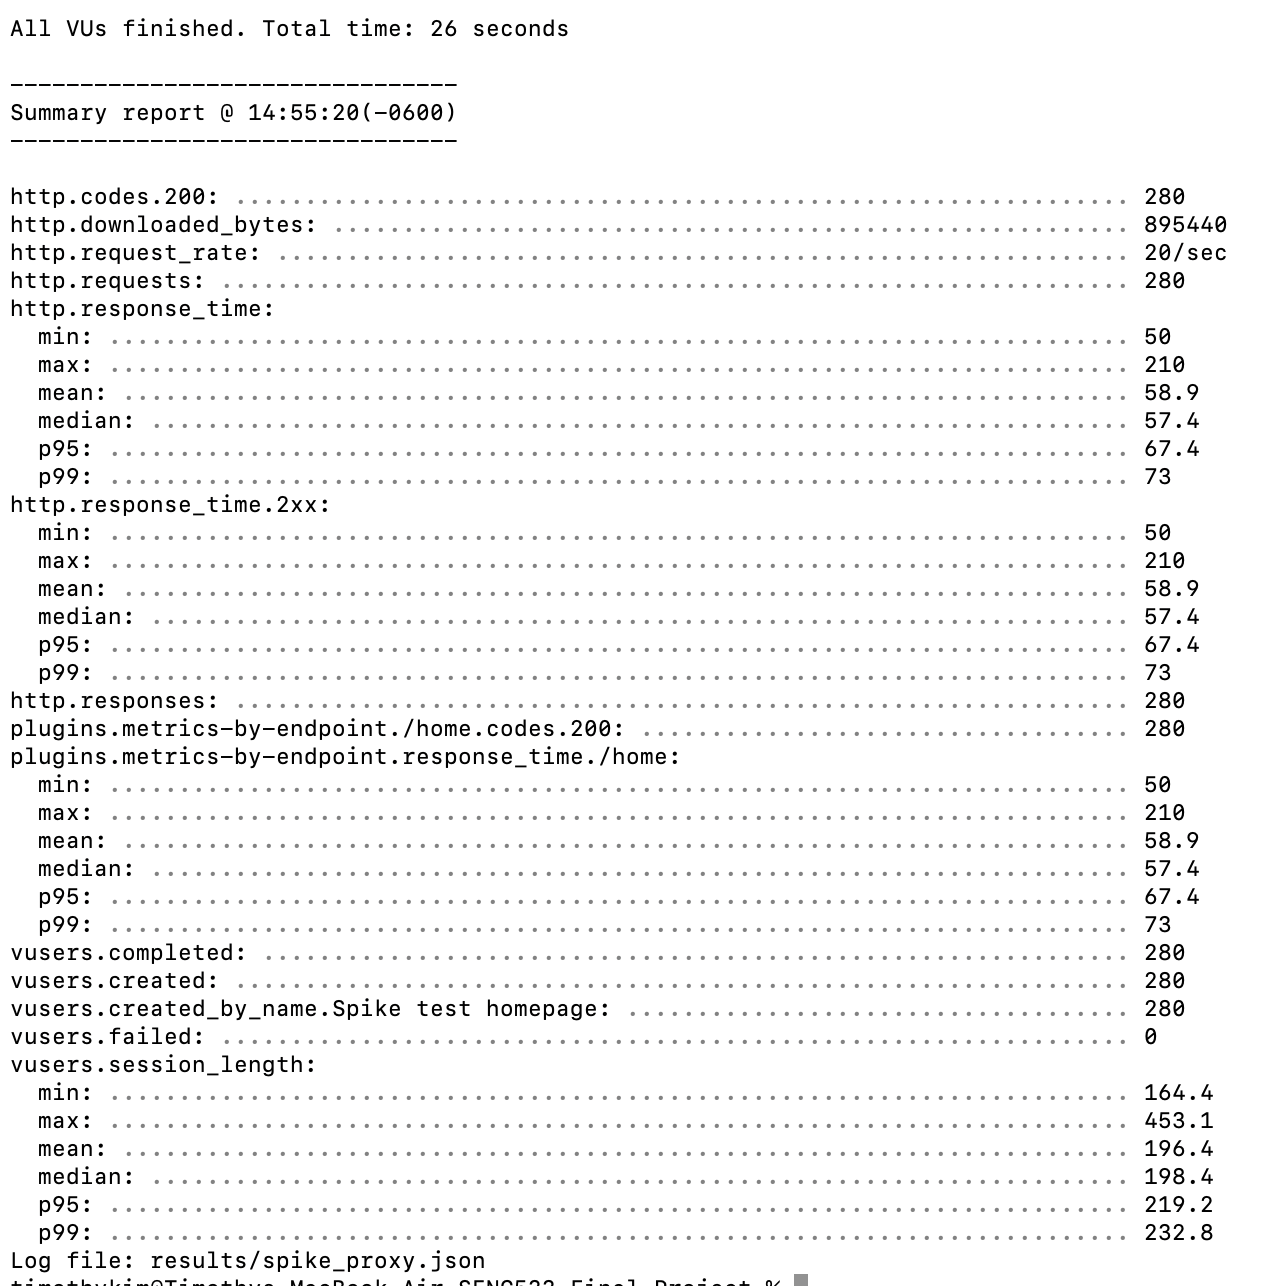 All VUs finished. Total time: 26 seconds
--------------------------------
Summary report @ 14:55:20(-0600)
--------------------------------
http.codes.200: ................................................................ 280
http.downloaded_bytes: ......................................................... 895440
http.request_rate: ............................................................. 20/sec
http.requests: ................................................................. 280
http.response_time:
  min: ......................................................................... 50
  max: ......................................................................... 210
  mean: ........................................................................ 58.9
  median: ...................................................................... 57.4
  p95: ......................................................................... 67.4
  p99: ......................................................................... 73
http.response_time.2xx:
  min: ......................................................................... 50
  max: ......................................................................... 210
  mean: ........................................................................ 58.9
  median: ...................................................................... 57.4
  p95: ......................................................................... 67.4
  p99: ......................................................................... 73
http.responses: ................................................................ 280
plugins.metrics-by-endpoint./home.codes.200: ................................... 280
plugins.metrics-by-endpoint.response_time./home:
  min: ......................................................................... 50
  max: ......................................................................... 210
  mean: ........................................................................ 58.9
  median: ...................................................................... 57.4
  p95: ......................................................................... 67.4
  p99: ......................................................................... 73
vusers.completed: .............................................................. 280
vusers.created: ................................................................ 280
vusers.created_by_name.Spike test homepage: .................................... 280
vusers.failed: ................................................................. 0
vusers.session_length:
  min: ......................................................................... 164.4
  max: ......................................................................... 453.1
  mean: ........................................................................ 196.4
  median: ...................................................................... 198.4
  p95: ......................................................................... 219.2
  p99: ......................................................................... 232.8
Log file: results/spike_proxy.json
timothykim@Timothys-MacBook-Air SENG533 Final Project %